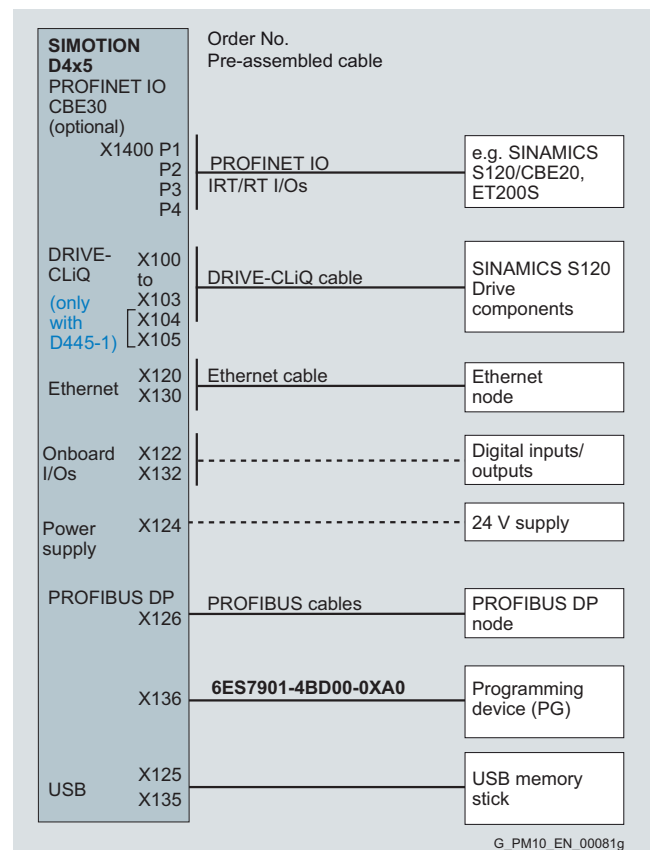 SIMOTION
D4x5
PROFINET IO
CBE30
(optional)
Order No.
Pre-assembled cable
X1400 P1
P2
P3
P4
PROFINET IO
IRT/RT I/Os
e.g. SINAMICS
S120/CBE20,
ET200S
DRIVE-
CLiQ
(only
with
D445-1)
X100
to
X103
X104
X105
DRIVE-CLiQ cable
SINAMICS S120
Drive
components
Ethernet
X120
X130
Ethernet cable
Ethernet
node
Onboard
I/Os
X122
X132
Digital inputs/
outputs
Power
supply
X124
24 V supply
PROFIBUS DP
X126
PROFIBUS cables
PROFIBUS DP
node
X136
6ES7901-4BD00-0XA0
Programming
device (PG)
USB
X125
X135
USB memory
stick
G_PM10_EN_00081g